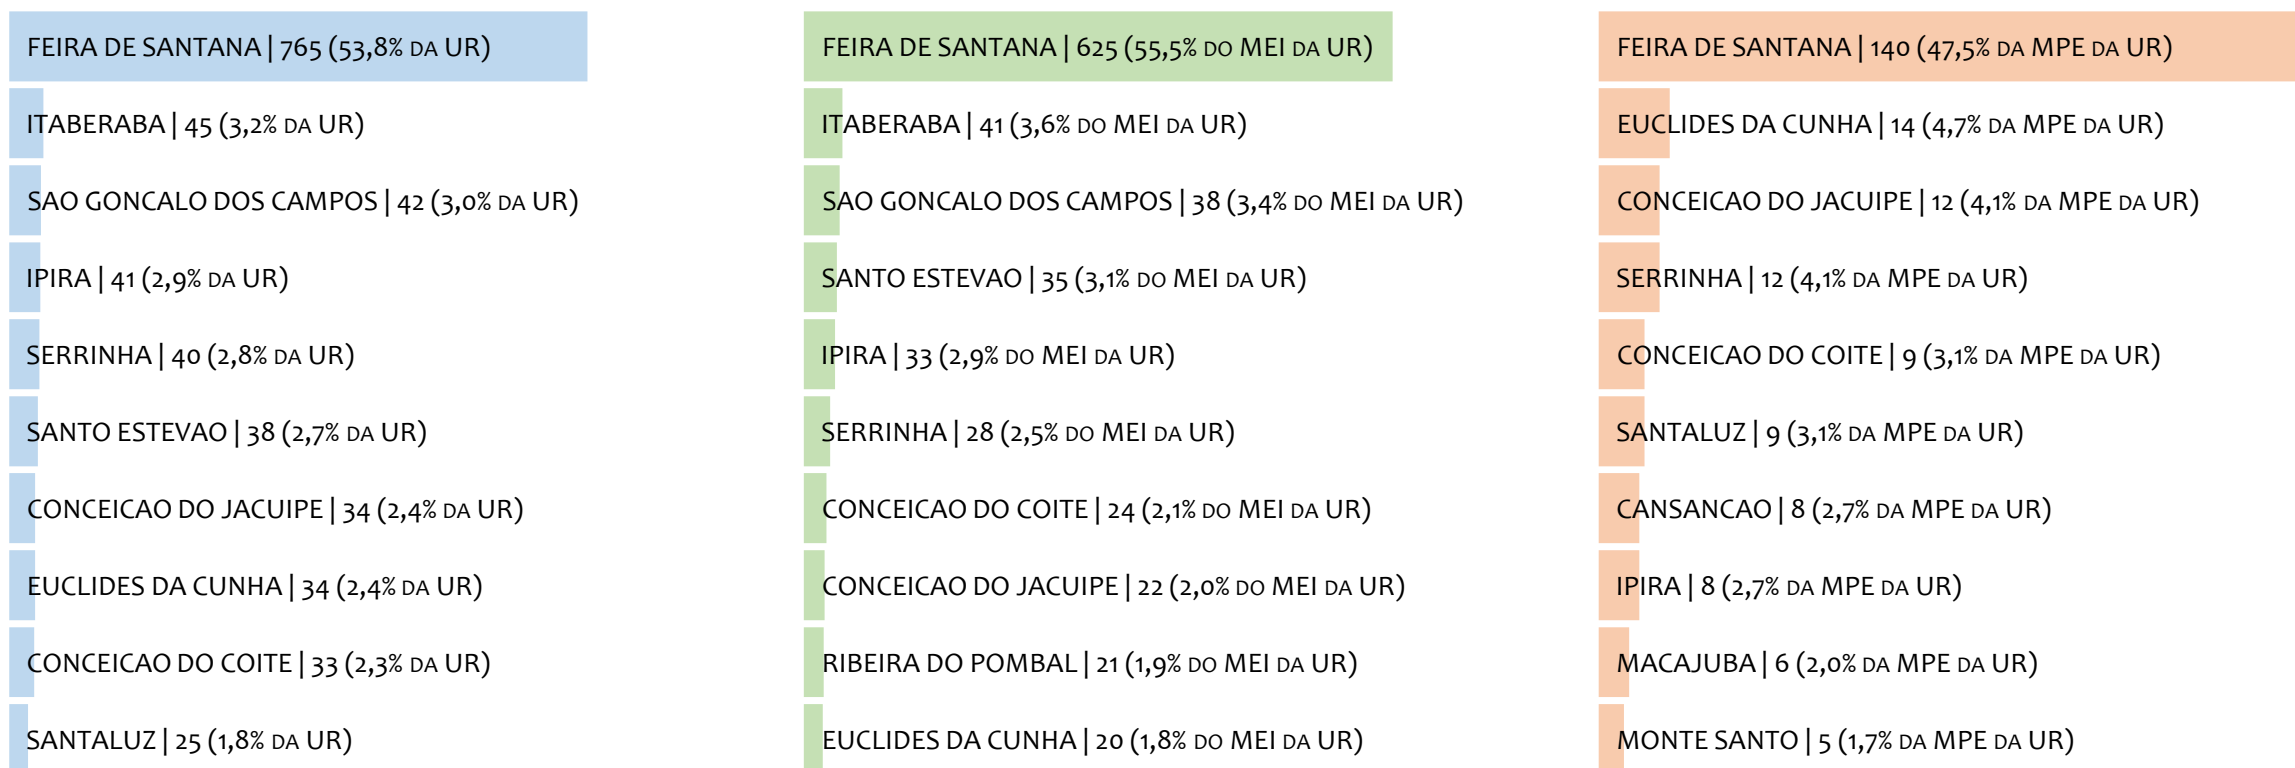 FEIRA DE SANTANA | 765 (53,8% DA UR)
ITABERABA | 45 (3,2% DA UR)
SAO GONCALO DOS CAMPOS | 42 (3,0% DA UR)
IPIRA | 41 (2,9% DA UR)
SERRINHA | 40 (2,8% DA UR)
SANTO ESTEVAO | 38 (2,7% DA UR)
CONCEICAO DO JACUIPE | 34 (2,4% DA UR)
EUCLIDES DA CUNHA | 34 (2,4% DA UR)
CONCEICAO DO COITE | 33 (2,3% DA UR)
SANTALUZ | 25 (1,8% DA UR)
FEIRA DE SANTANA | 625 (55,5% DO MEI DA UR)
ITABERABA | 41 (3,6% DO MEI DA UR)
SAO GONCALO DOS CAMPOS | 38 (3,4% DO MEI DA UR)
SANTO ESTEVAO | 35 (3,1% DO MEI DA UR)
IPIRA | 33 (2,9% DO MEI DA UR)
SERRINHA | 28 (2,5% DO MEI DA UR)
CONCEICAO DO COITE | 24 (2,1% DO MEI DA UR)
CONCEICAO DO JACUIPE | 22 (2,0% DO MEI DA UR)
RIBEIRA DO POMBAL | 21 (1,9% DO MEI DA UR)
EUCLIDES DA CUNHA | 20 (1,8% DO MEI DA UR)
FEIRA DE SANTANA | 140 (47,5% DA MPE DA UR)
EUCLIDES DA CUNHA | 14 (4,7% DA MPE DA UR)
CONCEICAO DO JACUIPE | 12 (4,1% DA MPE DA UR)
SERRINHA | 12 (4,1% DA MPE DA UR)
CONCEICAO DO COITE | 9 (3,1% DA MPE DA UR)
SANTALUZ | 9 (3,1% DA MPE DA UR)
CANSANCAO | 8 (2,7% DA MPE DA UR)
IPIRA | 8 (2,7% DA MPE DA UR)
MACAJUBA | 6 (2,0% DA MPE DA UR)
MONTE SANTO | 5 (1,7% DA MPE DA UR)